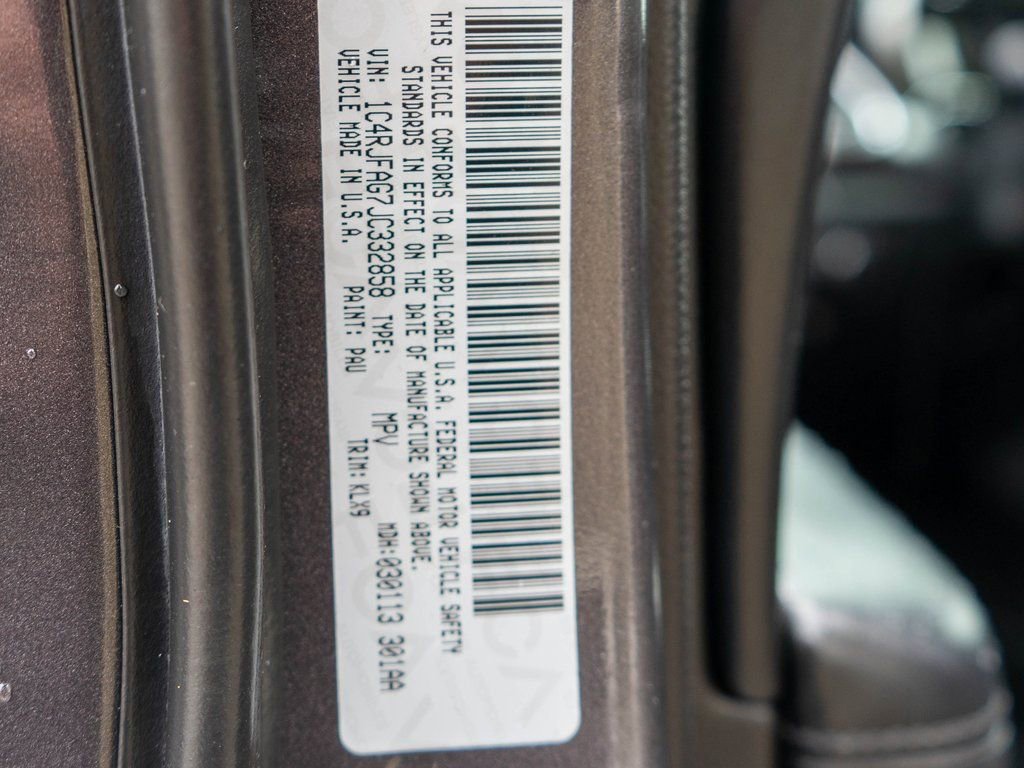 THIS VEHICLE CONFORMS TO ALL APPLICABLE U.S.A. FEDERAL MOTOR VEHICLE SAFETY
STANDARDS IN EFFECT ON THE DATE OF MANUFACTURE SHOWN ABOVE.
VIN: 1C4RJFAG7JC332858 TYPE: MPV MDH:030113 301AA
VEHICLE MADE IN U.S.A. PAINT: PAU TRIM:KLX9